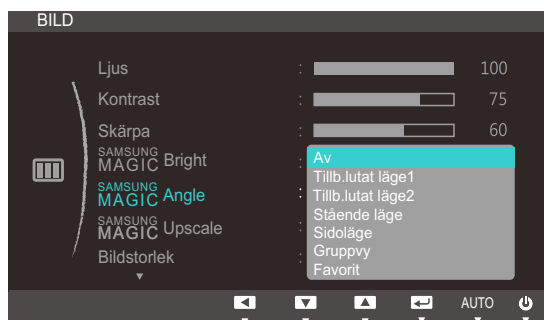 BILD
Ljus : 100
Kontrast : 75
Skärpa : 60
SAMSUNG
MAGIC Bright :
SAMSUNG
MAGIC Angle :
SAMSUNG
MAGIC Upscale :
Bildstorlek :
Av
Tillb.lutat läge1
Tillb.lutat läge2
Stående läge
Sidoläge
Gruppvy
Favorit
AUTO